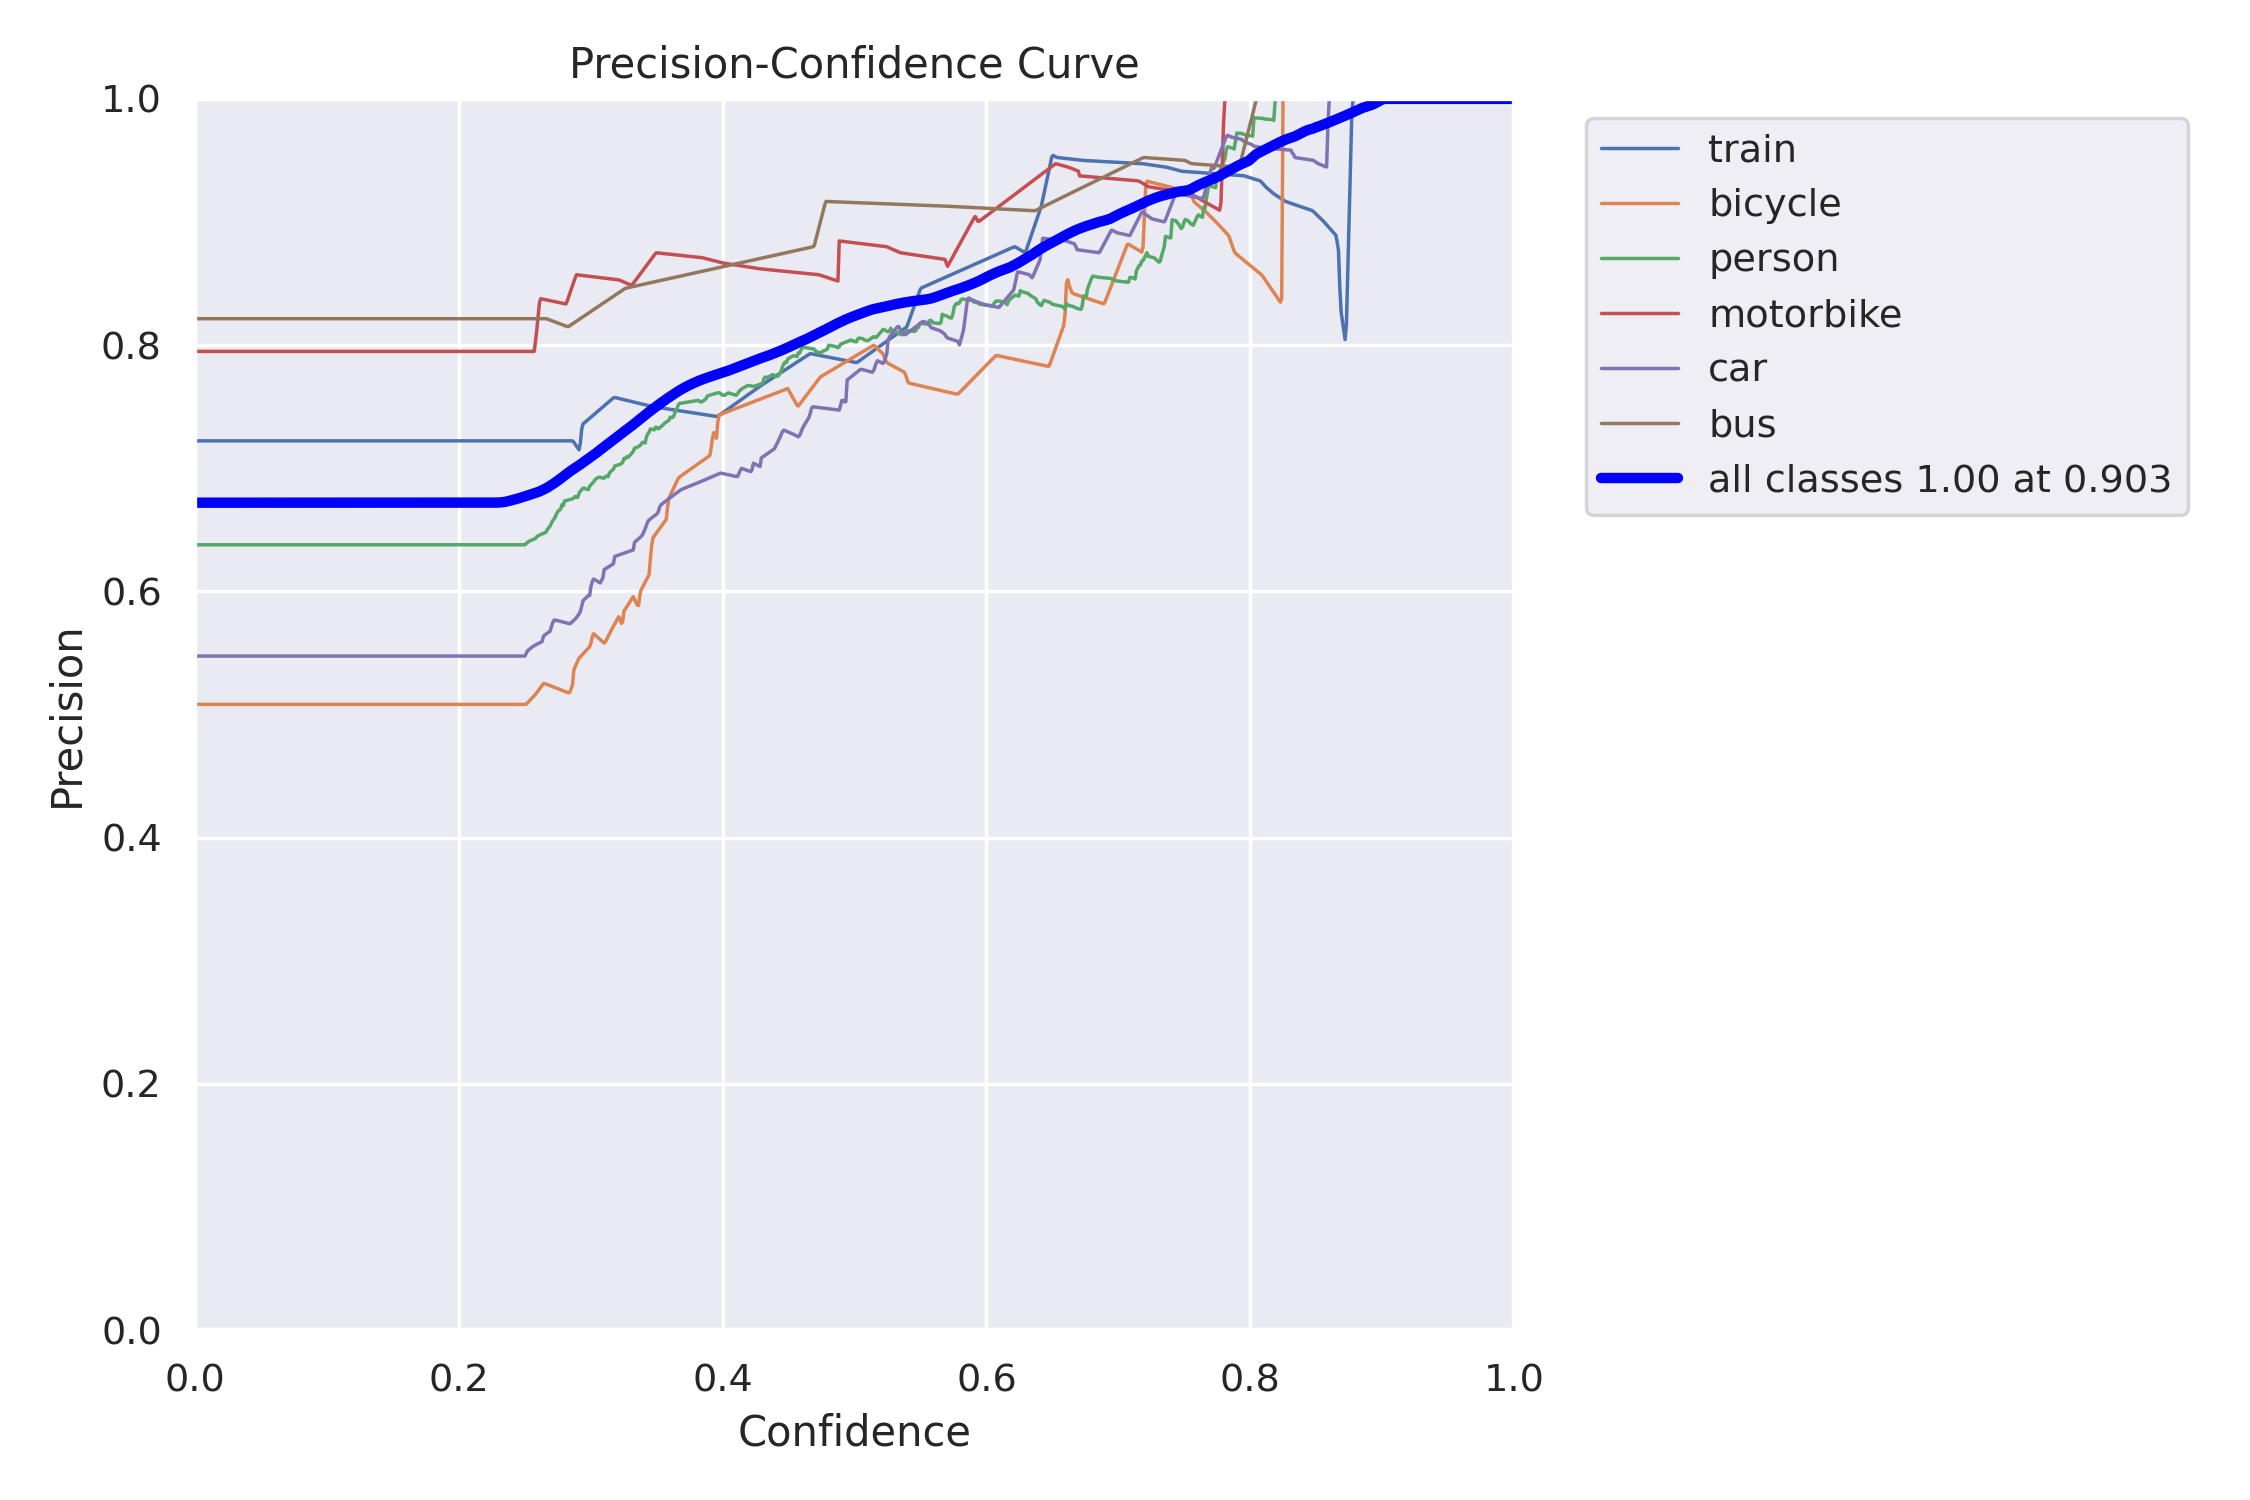 Precision-Confidence Curve
1.0
0.8
0.6
0.4
0.2
0.0
Precision
0.0 0.2 0.4 0.6 0.8 1.0
Confidence
train
bicycle
person
motorbike
car
bus
all classes 1.00 at 0.903